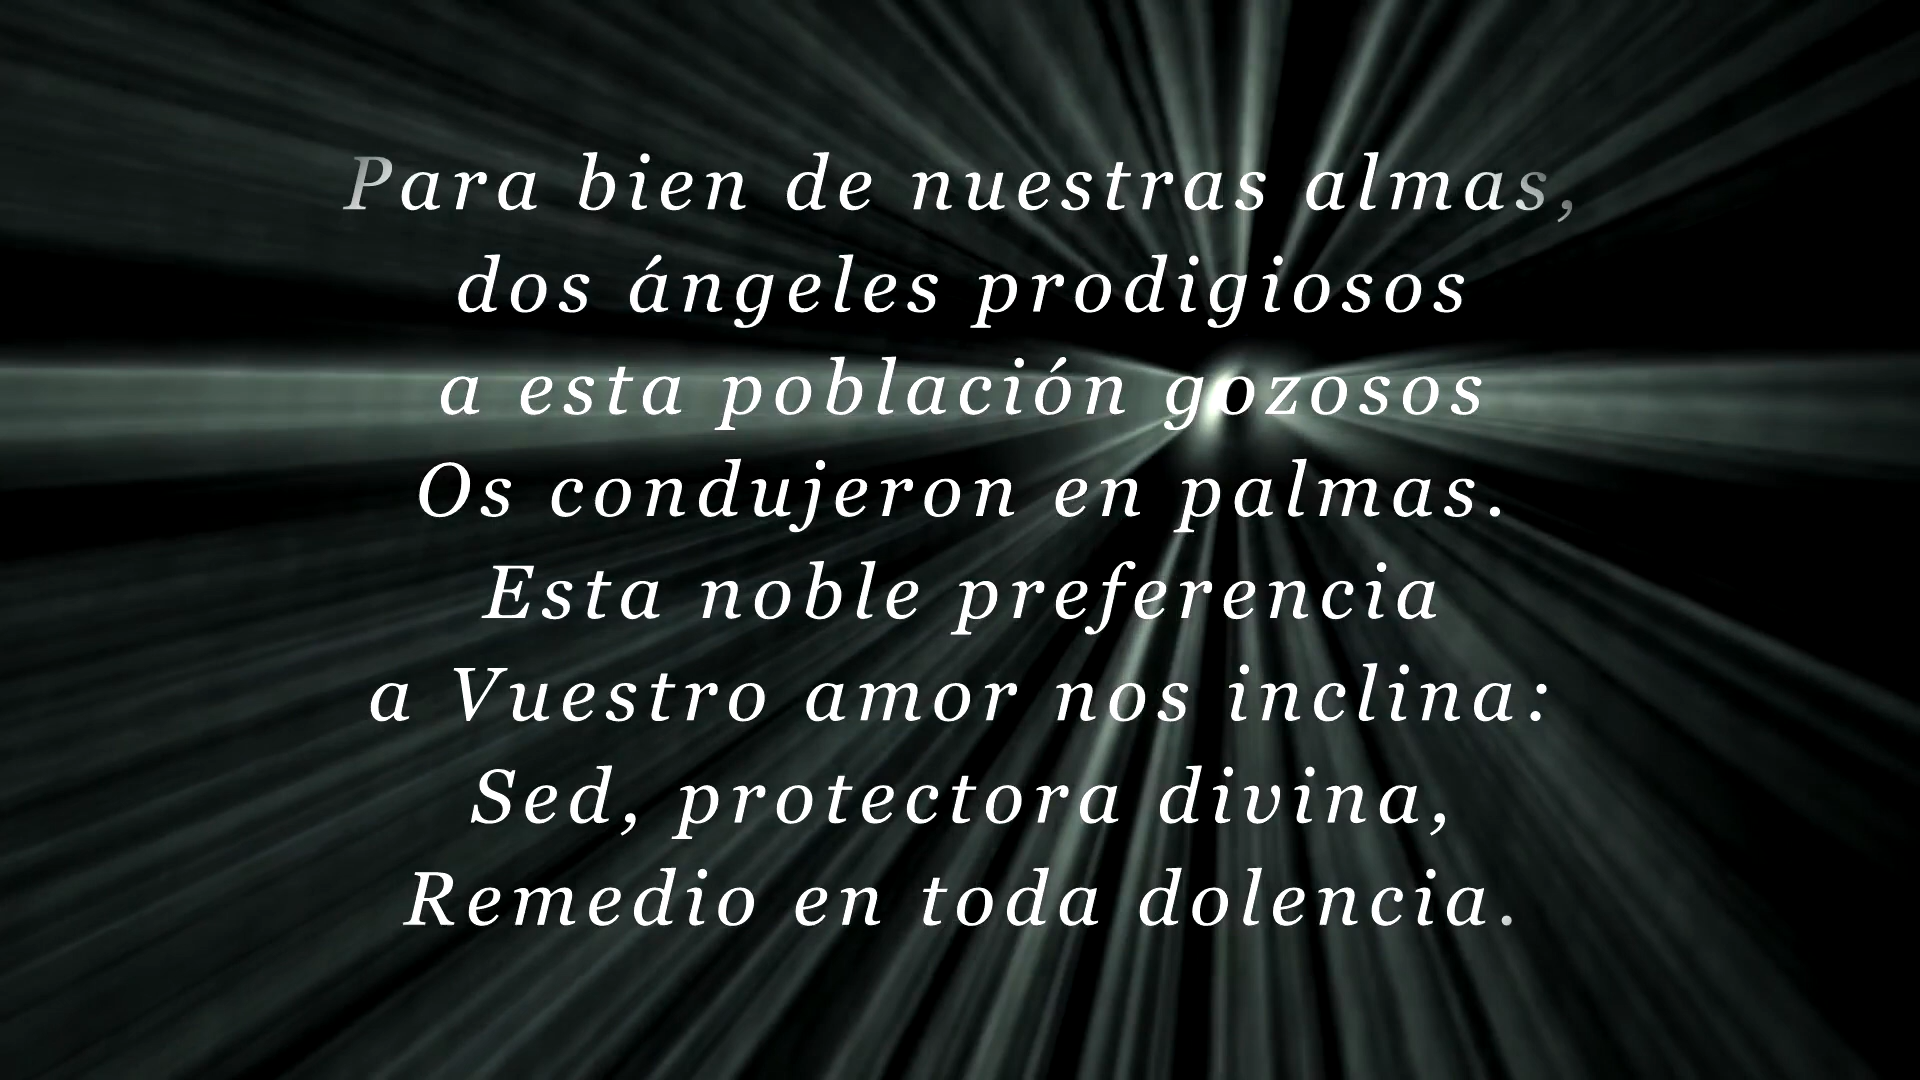 Para bien de nuestras almas,
dos ángeles prodigiosos
a esta población gozosos
Os condujeron en palmas.
Esta noble preferencia
a Vuestro amor nos inclina:
Sed, protectora divina,
Remedio en toda dolencia.